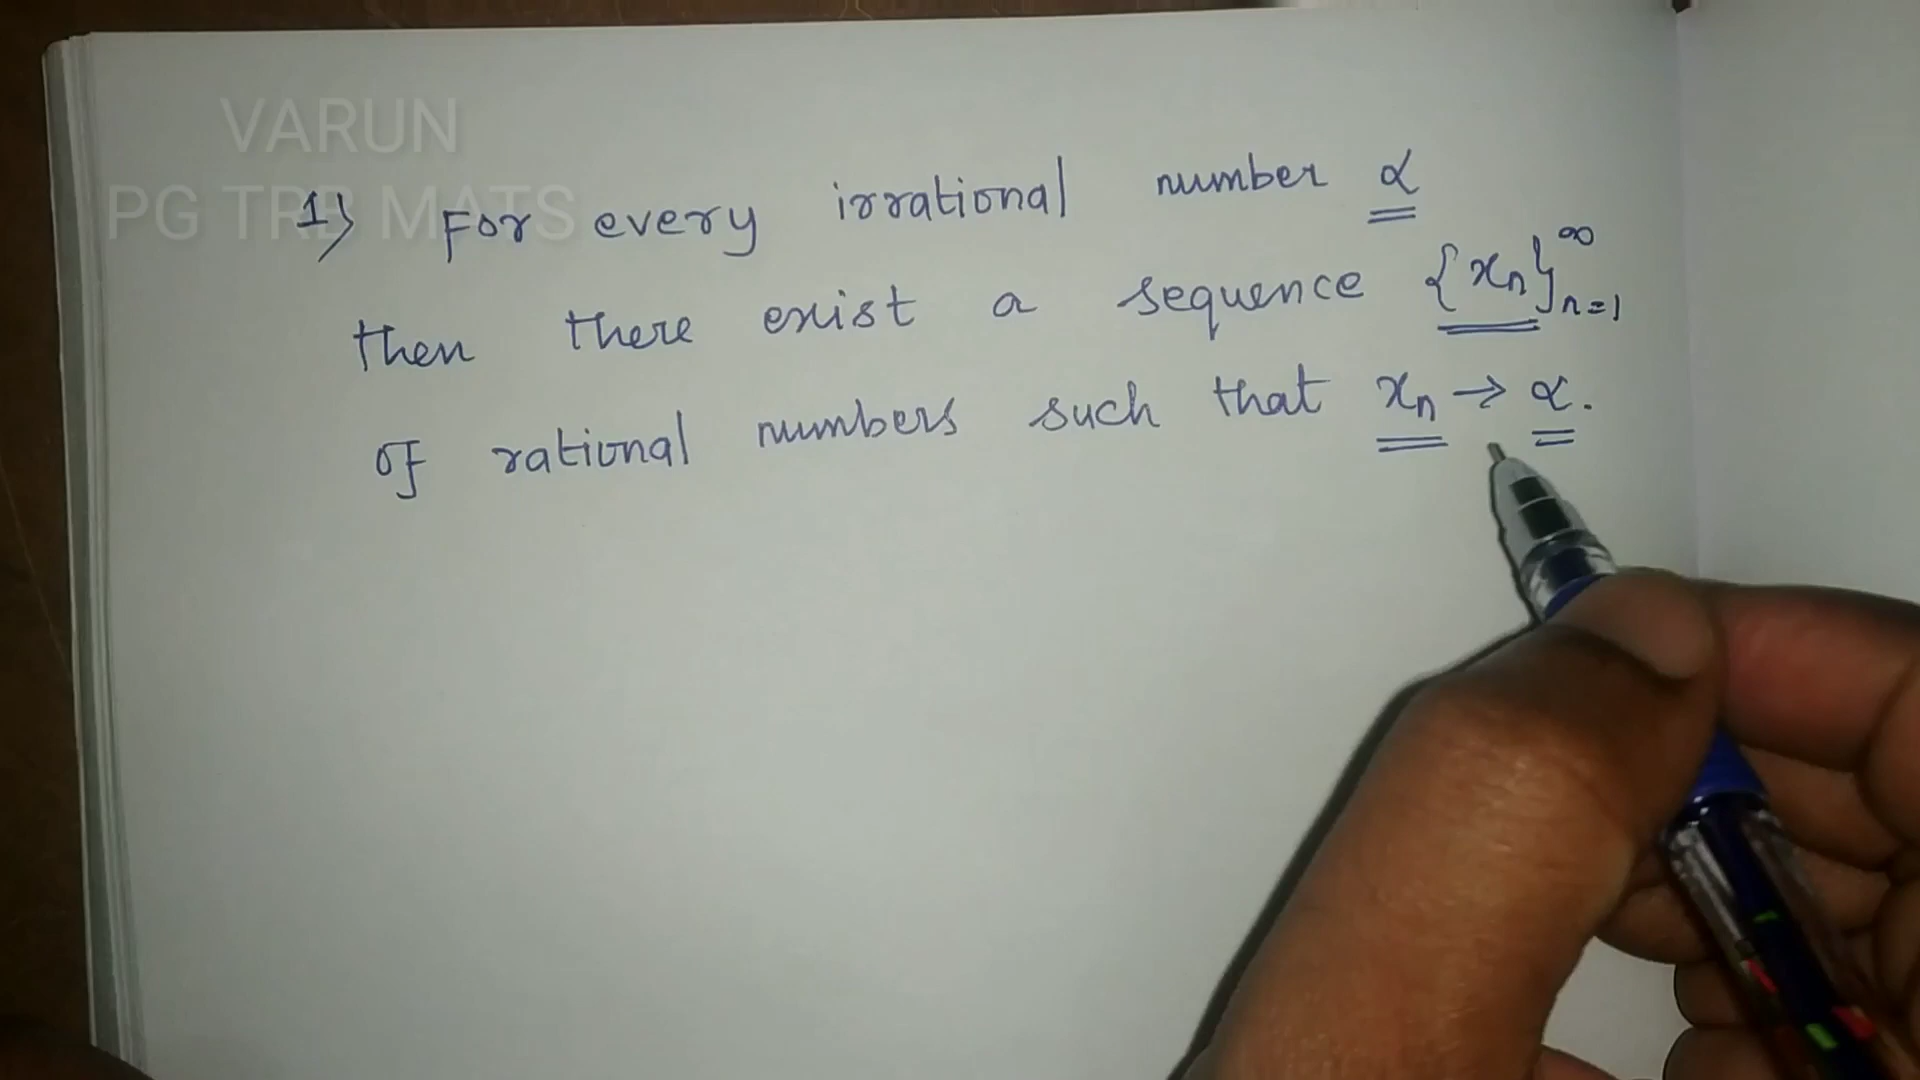 VARUN
PG TRB MATS
1) For every irrational number α
then there exist a sequence {xₙ}ₙ₌₁^∞
of rational numbers such that xₙ → α.